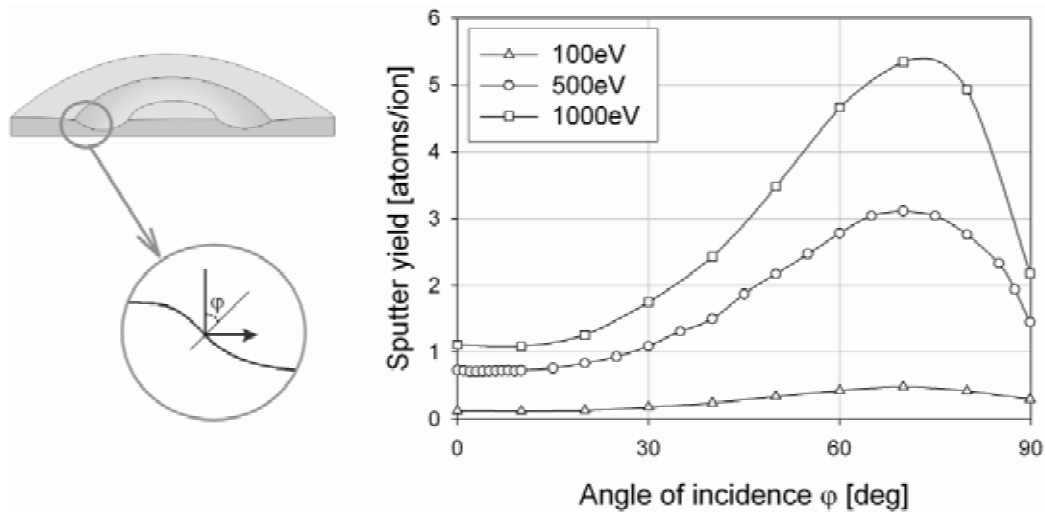 φ
Sputter yield [atoms/ion]
6
5
4
3
2
1
0
100eV
500eV
1000eV
0 30 60 90
Angle of incidence φ [deg]